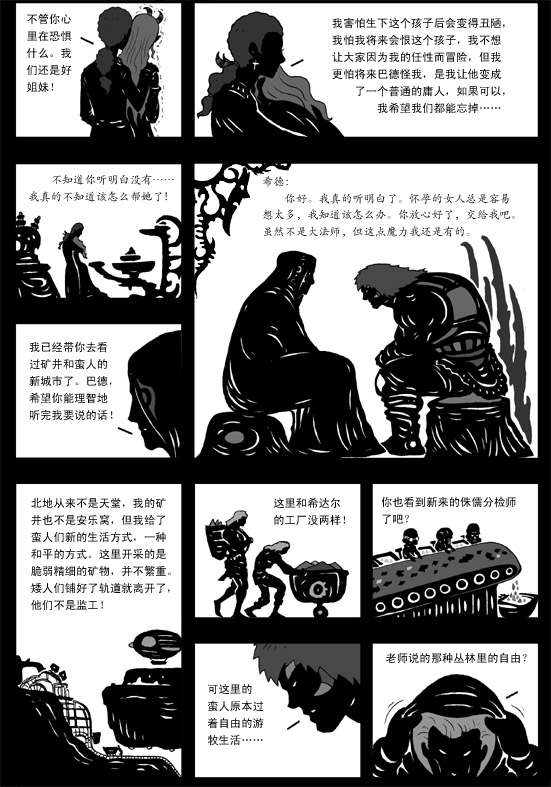 不管你心
里在恐惧
什么。我
们还是好
姐妹！
我害怕生下这个孩子后会变得丑陋，
我怕我将来会恨这个孩子，我不想
让大家因为我的任性而冒险，但我
更怕将来巴德怪我，是我让他变成
了一个普通的庸人，如果可以，
我希望我们都能忘掉……
不知道你听明白没有……
我真的不知道该怎么帮她了！
希德：
你好。我真的听明白了。怀孕的女人总是容易
想太多，我知道该怎么办。你放心好了，交给我吧。
虽然不是大法师，但这点魔力我还是有的。
我已经带你去看
过矿井和蛮人的
新城市了。巴德，
希望你能理智地
听完我要说的话！
北地从来不是天堂，我的矿
井也不是安乐窝，但我给了
蛮人们新的生活方式，一种
和平的方式。这里开采的是
脆弱精细的矿物，并不繁重。
矮人们铺好了轨道就离开了，
他们不是监工！
这里和希达尔
的工厂没两样！
你也看到新来的侏儒分检师
了吧？
可这里的
蛮人原本过
着自由的游
牧生活……
老师说的那种丛林里的自由？